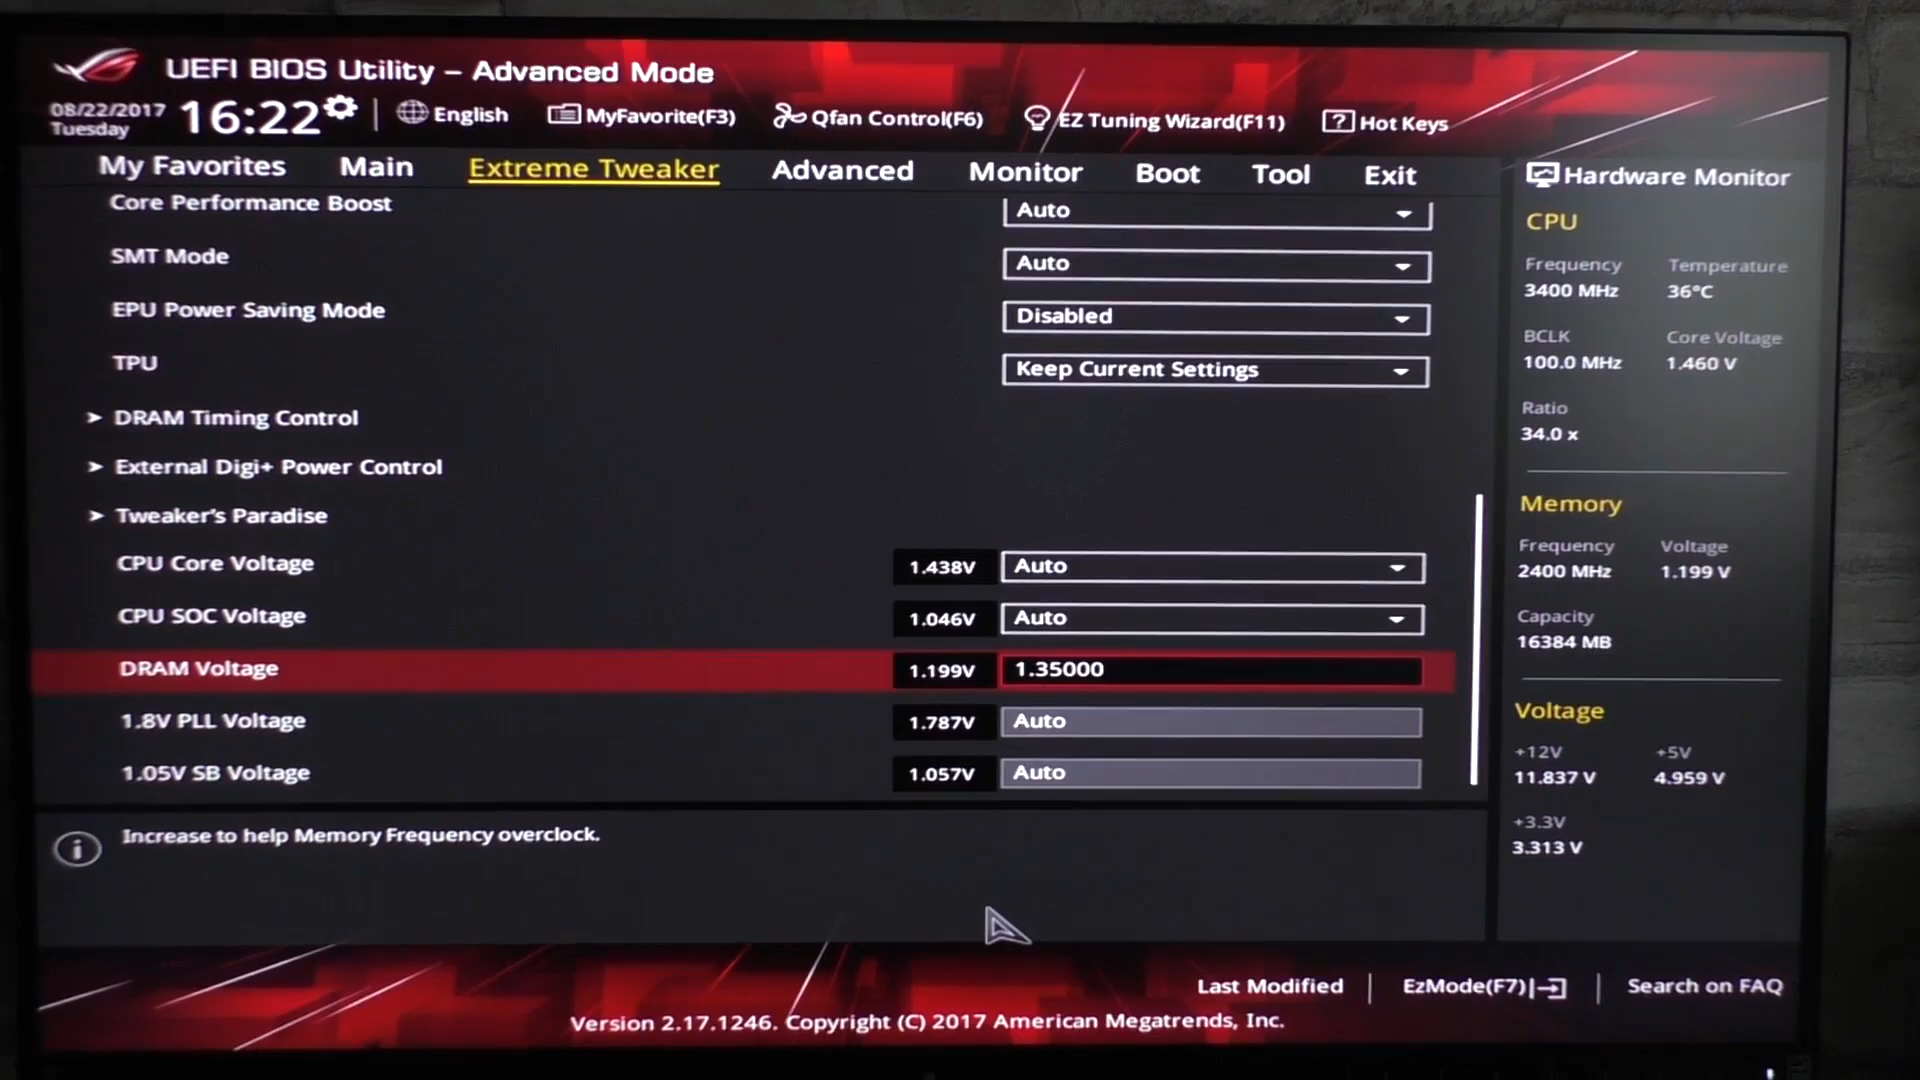 UEFI BIOS Utility – Advanced Mode
08/22/2017
Tuesday
16:22
English
MyFavorite(F3)
Qfan Control(F6)
EZ Tuning Wizard(F11)
? Hot Keys
My Favorites
Main
Extreme Tweaker
Advanced
Monitor
Boot
Tool
Exit
Core Performance Boost
Auto
SMT Mode
Auto
EPU Power Saving Mode
Disabled
TPU
Keep Current Settings
> DRAM Timing Control
> External Digi+ Power Control
> Tweaker's Paradise
CPU Core Voltage
1.438V
Auto
CPU SOC Voltage
1.046V
Auto
DRAM Voltage
1.199V
1.35000
1.8V PLL Voltage
1.787V
Auto
1.05V SB Voltage
1.057V
Auto
i
Increase to help Memory Frequency overclock.
Hardware Monitor
CPU
Frequency Temperature
3400 MHz 36°C
BCLK Core Voltage
100.0 MHz 1.460 V
Ratio
34.0 x
Memory
Frequency Voltage
2400 MHz 1.199 V
Capacity
16384 MB
Voltage
+12V +5V
11.837 V 4.959 V
+3.3V
3.313 V
Last Modified
EzMode(F7)
Search on FAQ
Version 2.17.1246. Copyright (C) 2017 American Megatrends, Inc.